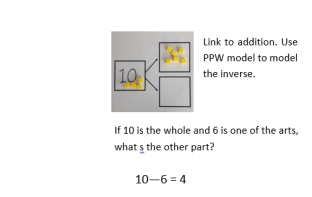 Link to addition. Use
PPW model to model
the inverse.
10
If 10 is the whole and 6 is one of the arts,
what s the other part?
10—6 = 4